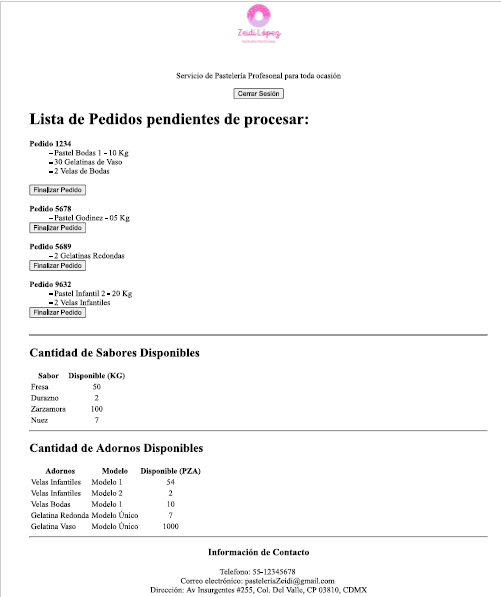 Zeidi López
Servicio de Pastelería Profesonal para toda ocasión
Cerrar Sesión
Lista de Pedidos pendientes de procesar:
Pedido 1234
– Pastel Bodas 1 - 10 Kg
– 30 Gelatinas de Vaso
– 2 Velas de Bodas
Finalizar Pedido
Pedido 5678
– Pastel Godinez - 05 Kg
Finalizar Pedido
Pedido 5689
– 2 Gelatinas Redondas
Finalizar Pedido
Pedido 9632
– Pastel Infantil 2 - 20 Kg
– 2 Velas Infantiles
Finalizar Pedido
Cantidad de Sabores Disponibles
Sabor Disponible (KG)
Fresa 50
Durazno 2
Zarzamora 100
Nuez 7
Cantidad de Adornos Disponibles
Adornos Modelo Disponible (PZA)
Velas Infantiles Modelo 1 54
Velas Infantiles Modelo 2 2
Velas Bodas Modelo 1 10
Gelatina Redonda Modelo Único 7
Gelatina Vaso Modelo Único 1000
Información de Contacto
Telefono: 55-12345678
Correo electrónico: pasteleriaZeidi@gmail.com
Dirección: Av Insurgentes #255, Col. Del Valle, CP 03810, CDMX